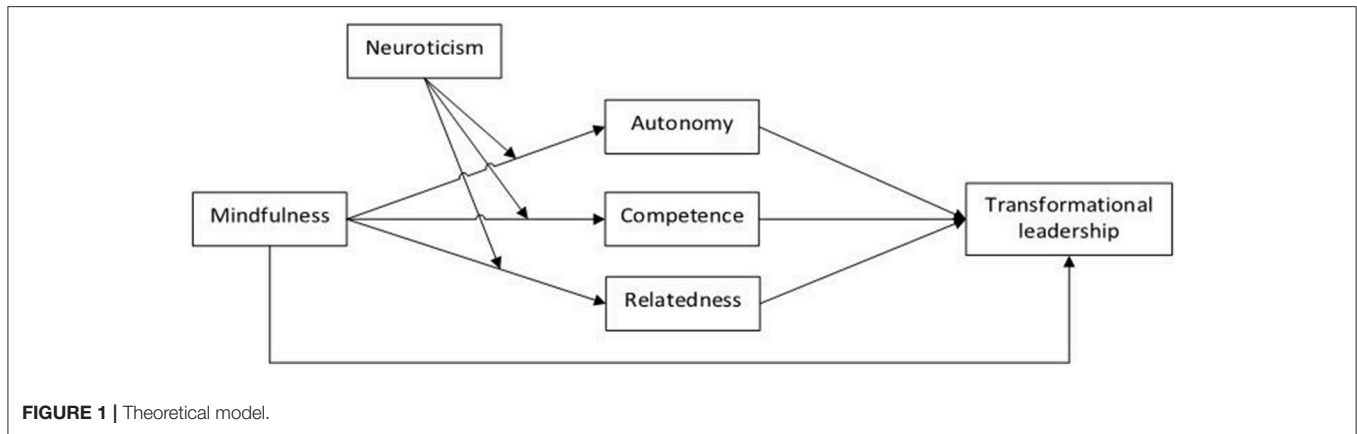 Neuroticism
Autonomy
Mindfulness
Competence
Transformational
leadership
Relatedness
FIGURE 1 | Theoretical model.